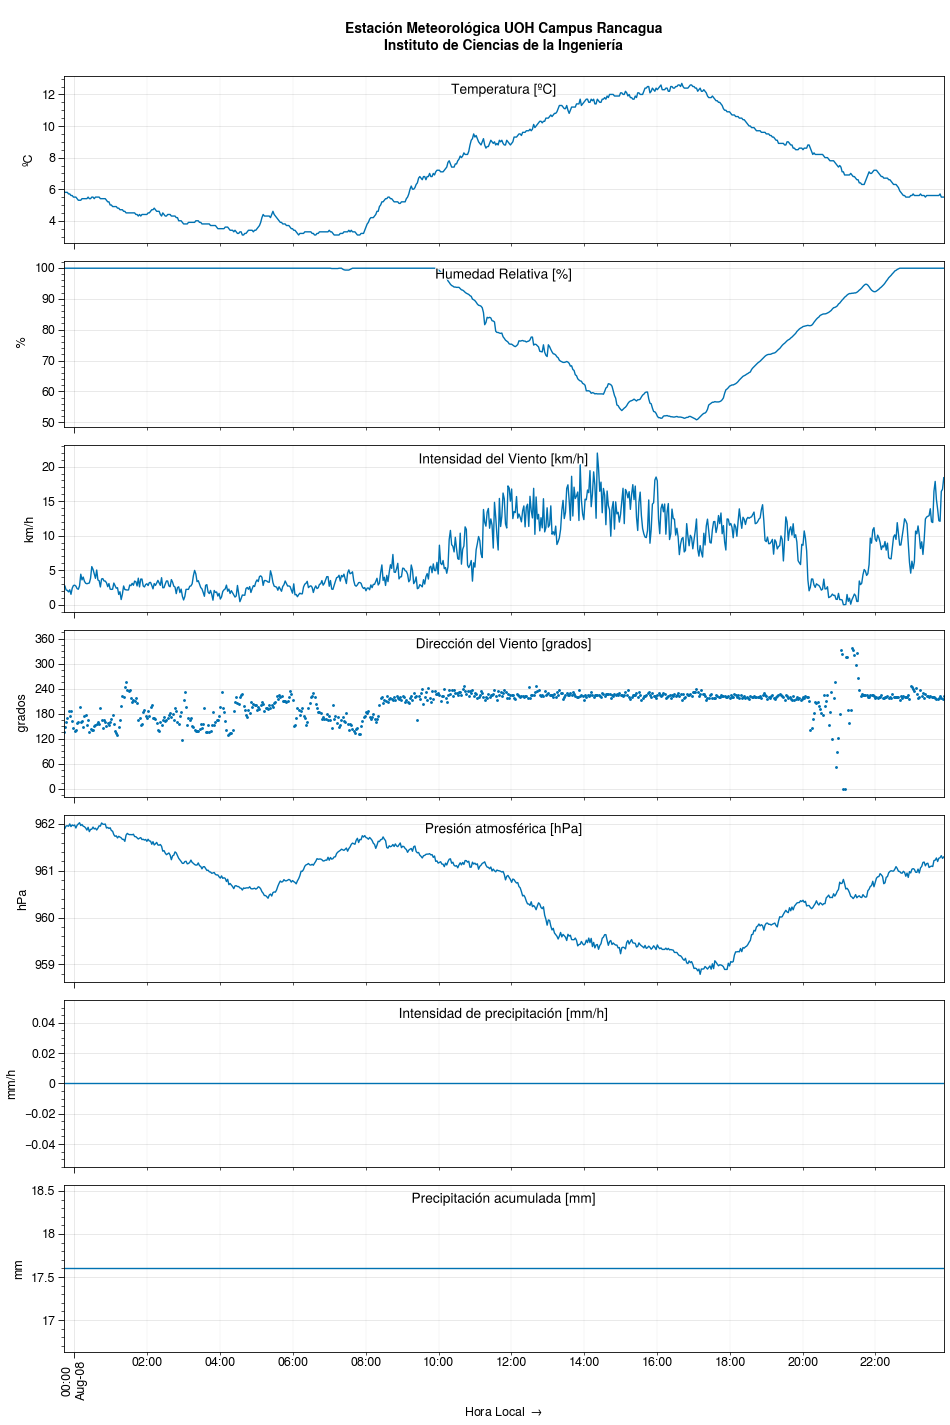 Estación Meteorológica UOH Campus Rancagua
Instituto de Ciencias de la Ingeniería
Temperatura [ºC]
ºC
12
10
8
6
4
Humedad Relativa [%]
%
100
90
80
70
60
50
Intensidad del Viento [km/h]
km/h
20
15
10
5
0
Dirección del Viento [grados]
grados
360
300
240
180
120
60
0
Presión atmosférica [hPa]
hPa
962
961
960
959
Intensidad de precipitación [mm/h]
mm/h
0.04
0.02
0
−0.02
−0.04
Precipitación acumulada [mm]
mm
18.5
18
17.5
17
00:00
Aug-08
02:00
04:00
06:00
08:00
10:00
12:00
14:00
16:00
18:00
20:00
22:00
Hora Local →